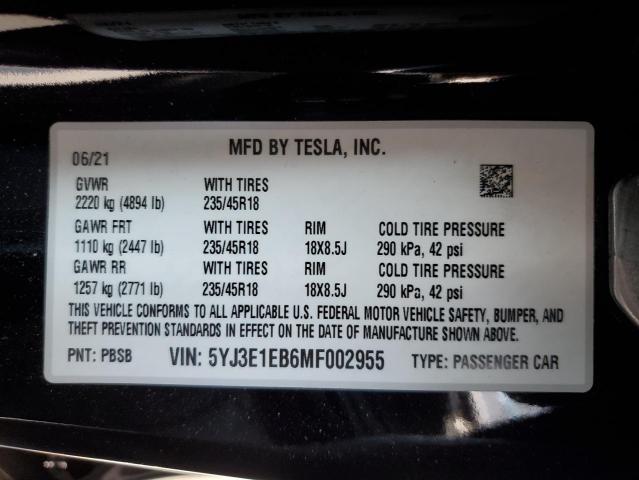 06/21 MFD BY TESLA, INC.
GVWR WITH TIRES
2220 kg (4894 lb) 235/45R18
GAWR FRT WITH TIRES RIM COLD TIRE PRESSURE
1110 kg (2447 lb) 235/45R18 18X8.5J 290 kPa, 42 psi
GAWR RR WITH TIRES RIM COLD TIRE PRESSURE
1257 kg (2771 lb) 235/45R18 18X8.5J 290 kPa, 42 psi
THIS VEHICLE CONFORMS TO ALL APPLICABLE U.S. FEDERAL MOTOR VEHICLE SAFETY, BUMPER, AND
THEFT PREVENTION STANDARDS IN EFFECT ON THE DATE OF MANUFACTURE SHOWN ABOVE.
PNT: PBSB VIN: 5YJ3E1EB6MF002955 TYPE: PASSENGER CAR